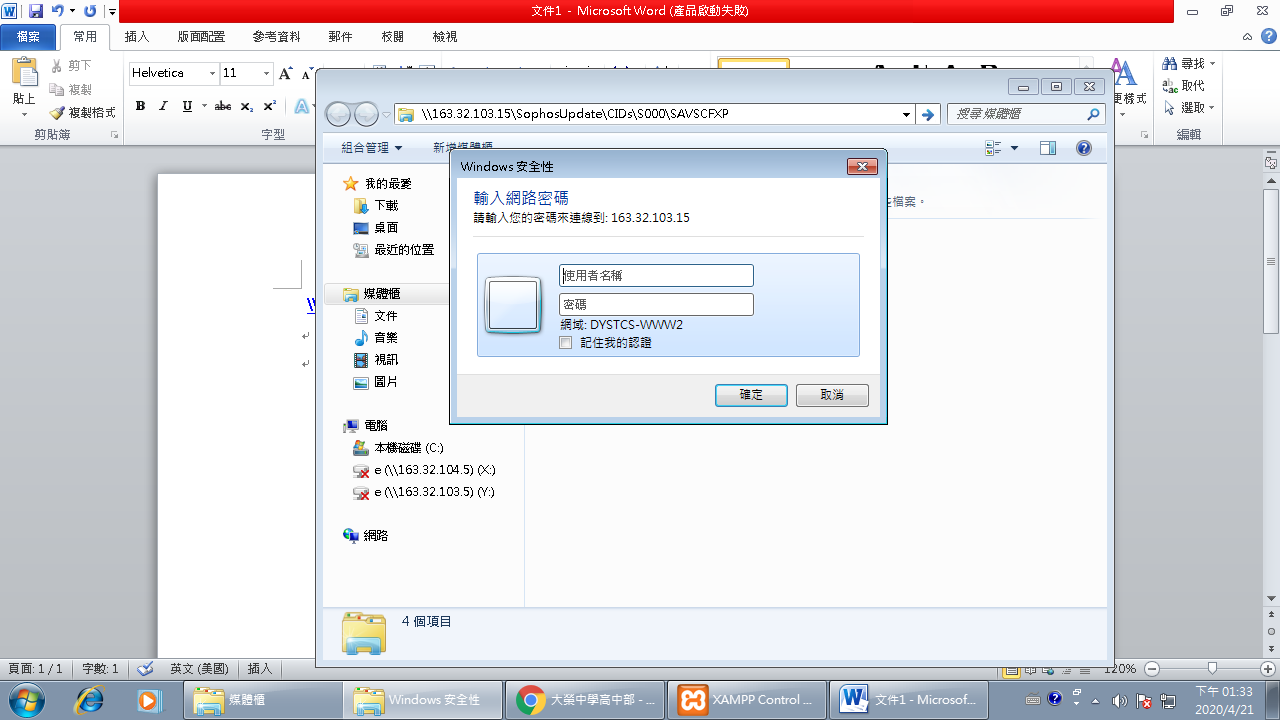 文件1 - Microsoft Word (產品啟動失敗)
檔案 常用 插入 版面配置 參考資料 郵件 校閱 檢視
貼上
剪下
複製
複製格式
剪貼簿
Helvetica 11
B I U abc x₂ x²
字型
尋找
取代
選取
編輯
\\163.32.103.15\SophosUpdate\CIDs\S000\SAVSCFXP
搜尋媒體櫃
組合管理
我的最愛
下載
桌面
最近的位置
媒體櫃
文件
音樂
視訊
圖片
電腦
本機磁碟 (C:)
e (\\163.32.104.5) (X:)
e (\\163.32.103.5) (Y:)
網路
檔案。
4 個項目
Windows 安全性
輸入網路密碼
請輸入您的密碼來連線到: 163.32.103.15
使用者名稱
密碼
網域: DYSTCS-WWW2
記住我的認證
確定 取消
頁面: 1 / 1 字數: 1 英文 (美國) 插入 120%
媒體櫃 Windows 安全性 大榮中學高中部 - ... XAMPP Control ... 文件1 - Microsof...
下午 01:33
2020/4/21